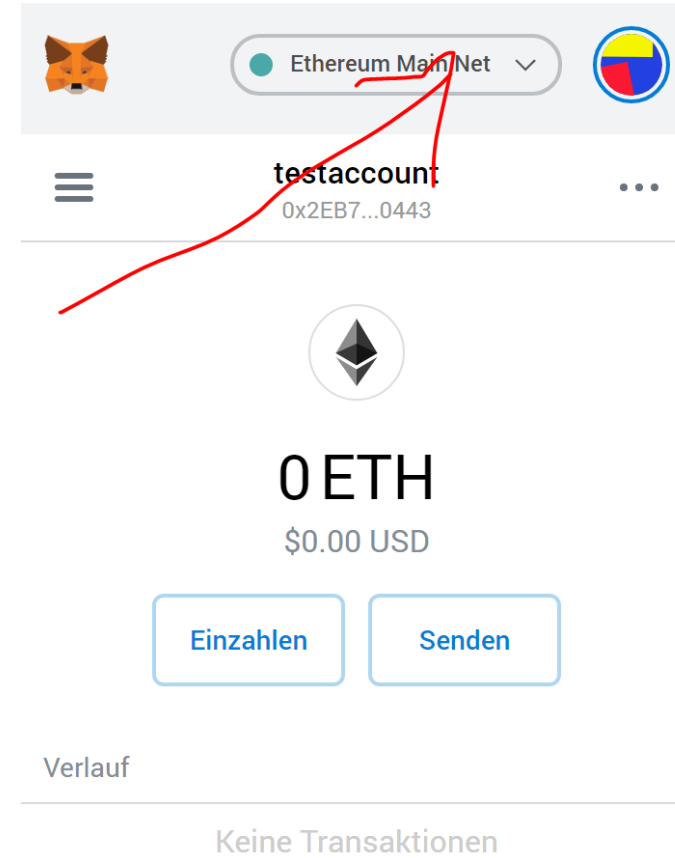 Ethereum Main Net
testaccount
0x2EB7...0443
0 ETH
$0.00 USD
Einzahlen
Senden
Verlauf
Keine Transaktionen